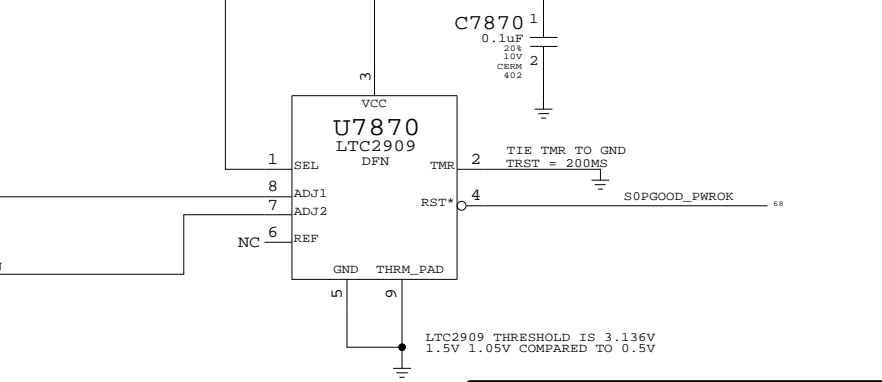 C7870 1
0.1uF
20%
10V 2
CERM
402
3
VCC
U7870
LTC2909
DFN
1 SEL
TMR 2
TIE TMR TO GND
TRST = 200MS
8 ADJ1
7 ADJ2
RST* 4
S0PGOOD_PWROK 68
NC 6 REF
GND THRM_PAD
5 9
LTC2909 THRESHOLD IS 3.136V
1.5V 1.05V COMPARED TO 0.5V